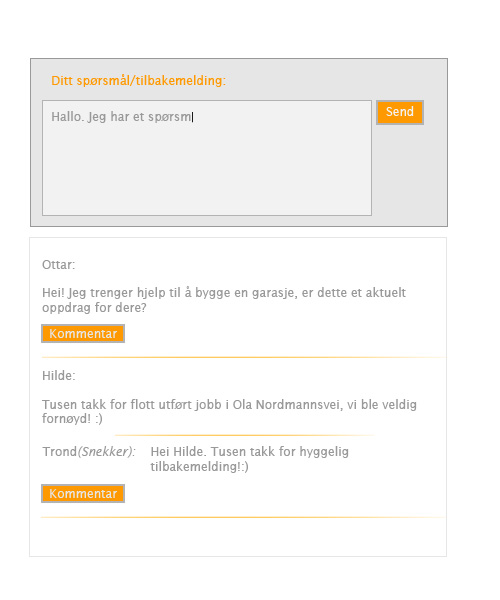 Ditt spørsmål/tilbakemelding:
Hallo. Jeg har et spørsm
Send
Ottar:
Hei! Jeg trenger hjelp til å bygge en garasje, er dette et aktuelt
oppdrag for dere?
Kommentar
Hilde:
Tusen takk for flott utført jobb i Ola Nordmannsvei, vi ble veldig
fornøyd! :)
Trond(Snekker): Hei Hilde. Tusen takk for hyggelig
tilbakemelding!:)
Kommentar